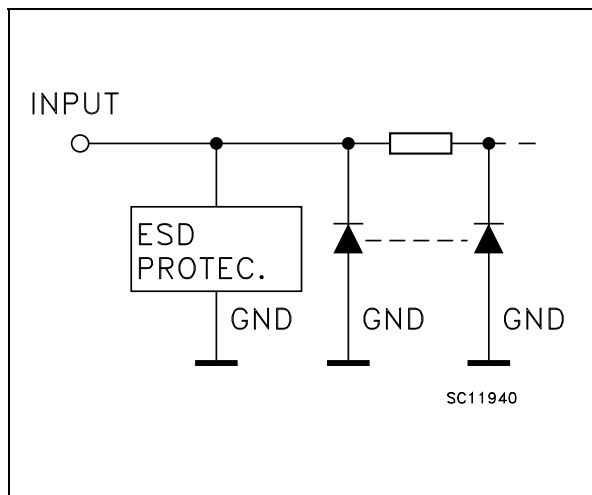 INPUT
ESD
PROTEC.
GND
GND
GND
SC11940